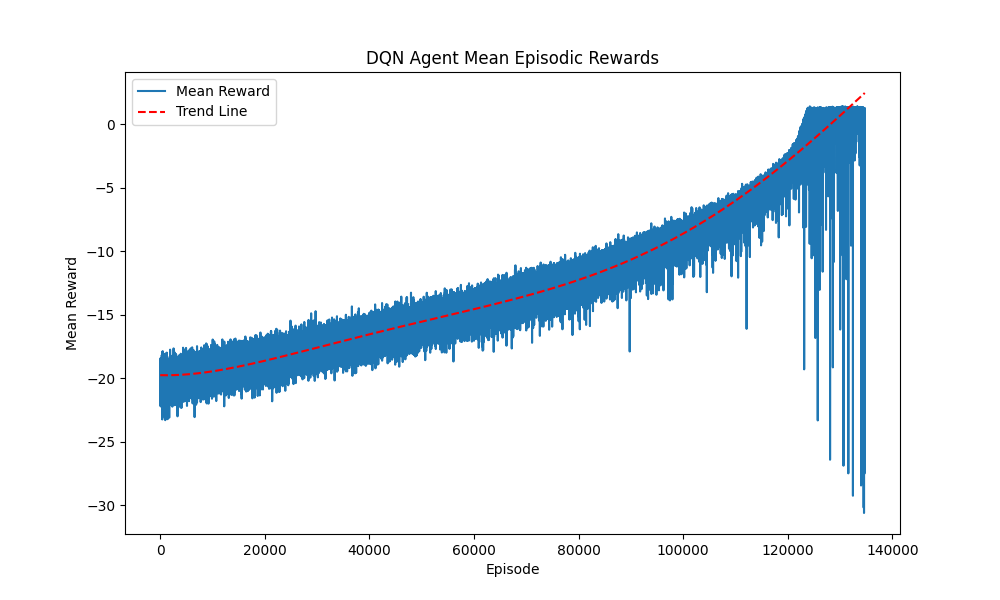 DQN Agent Mean Episodic Rewards
Mean Reward
Trend Line
Mean Reward
0
−5
−10
−15
−20
−25
−30
0 20000 40000 60000 80000 100000 120000 140000
Episode